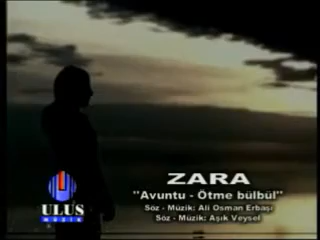 ZARA
"Avuntu - Ötme bülbül"
Söz - Müzik: Ali Osman Erbaşı
Söz - Müzik: Aşık Veysel
ULUS
MÜZİK